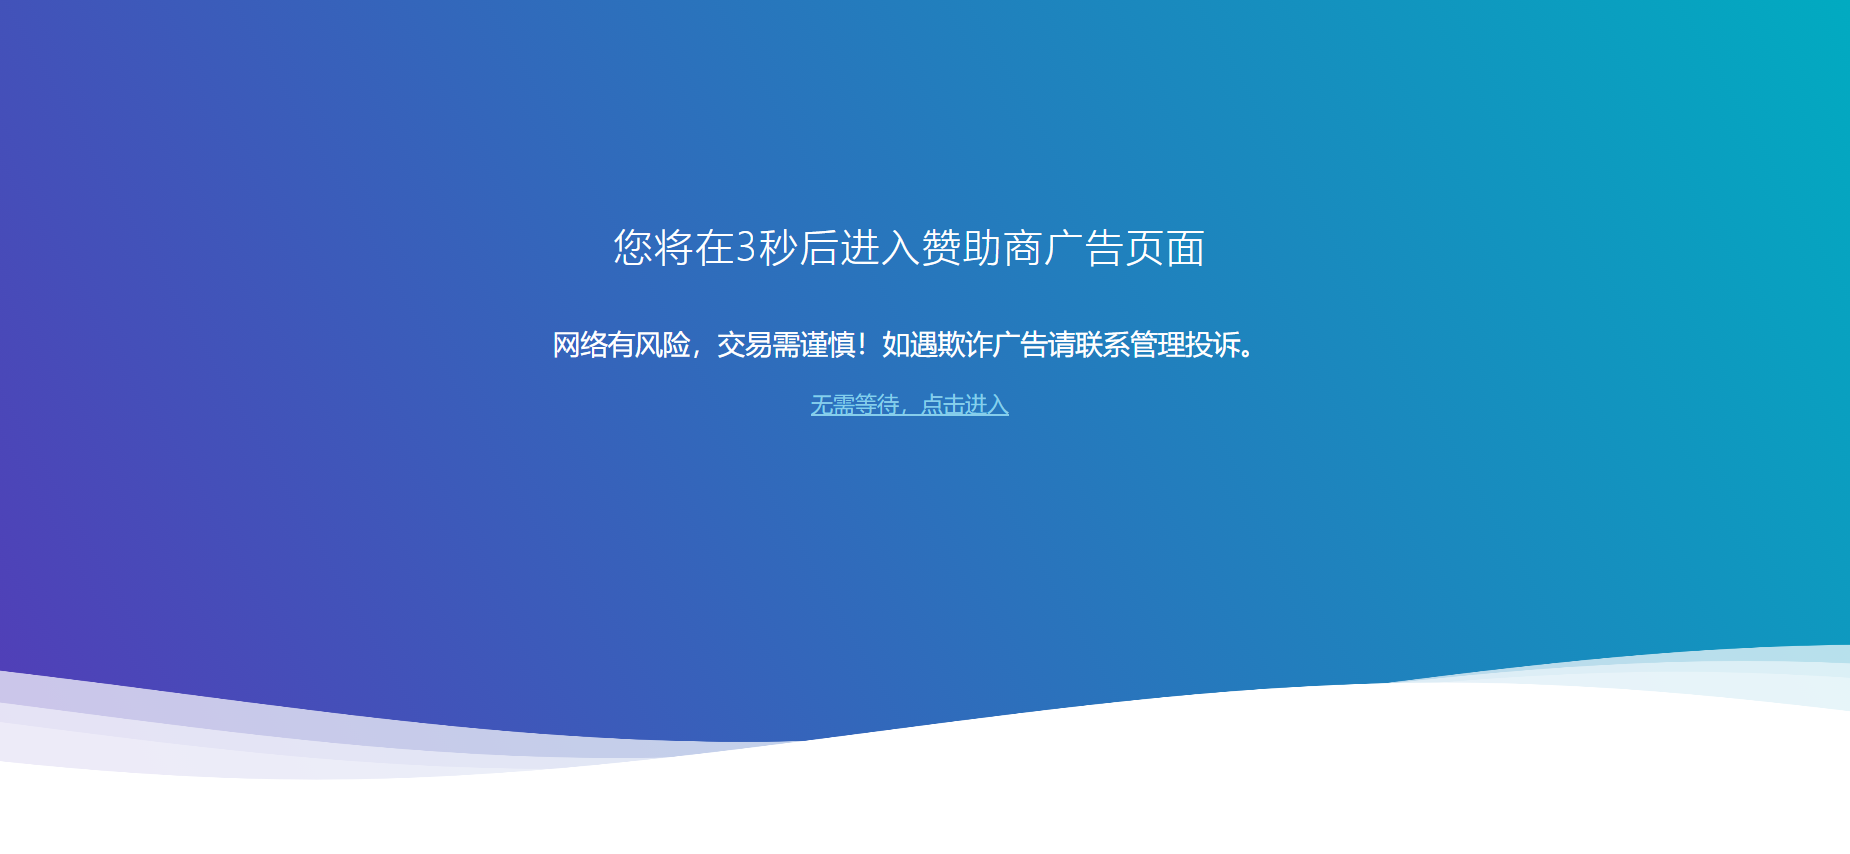 您将在3秒后进入赞助商广告页面
网络有风险，交易需谨慎！如遇欺诈广告请联系管理投诉。
无需等待，点击进入